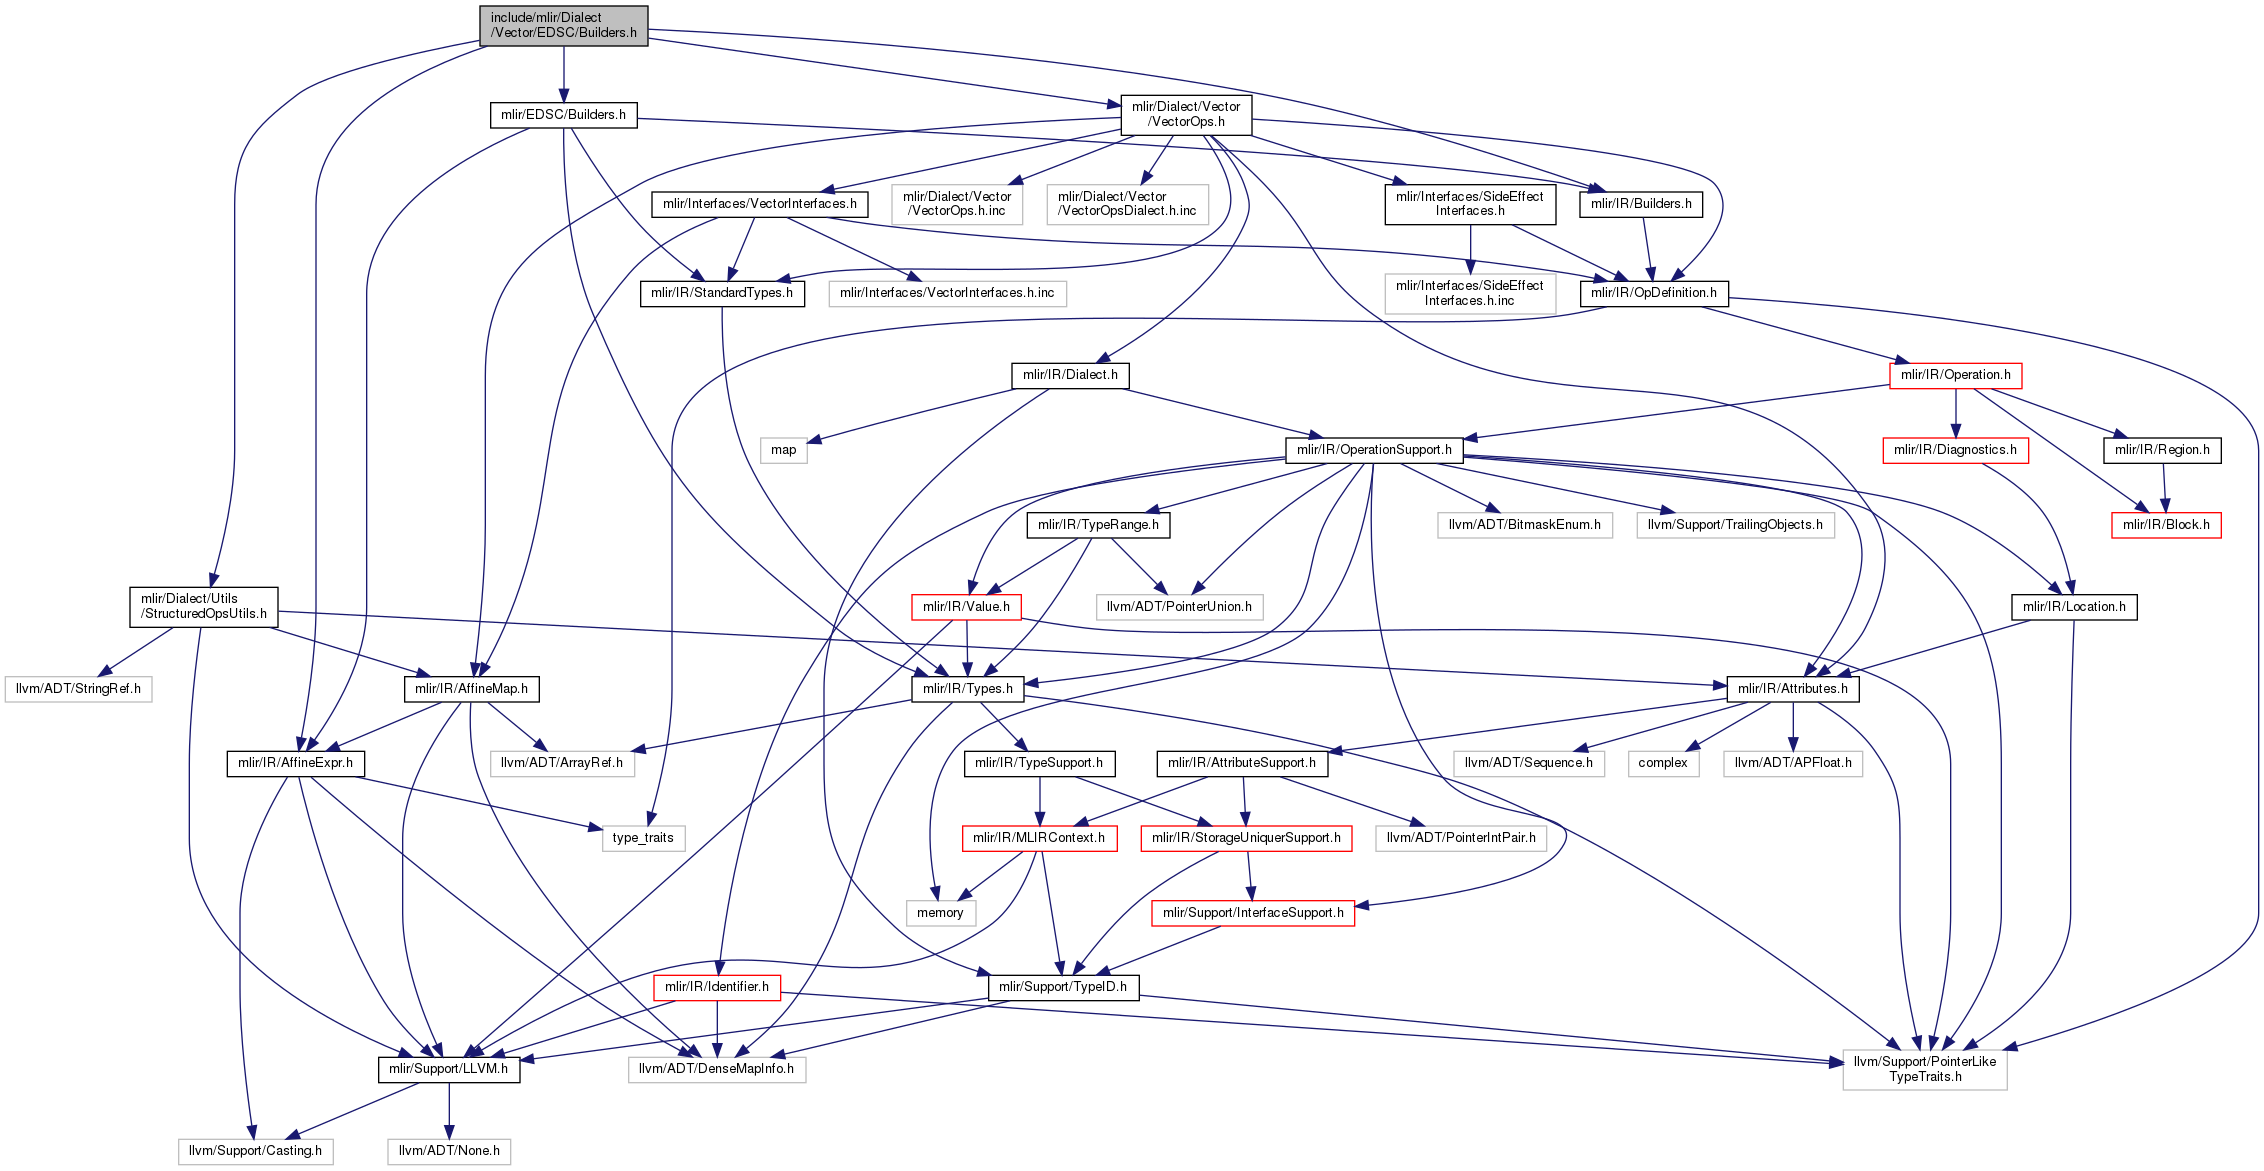 include/mlir/Dialect
/Vector/EDSC/Builders.h
mlir/EDSC/Builders.h
mlir/Dialect/Vector
/VectorOps.h
mlir/Interfaces/VectorInterfaces.h
mlir/Dialect/Vector
/VectorOps.h.inc
mlir/Dialect/Vector
/VectorOpsDialect.h.inc
mlir/Interfaces/SideEffect
Interfaces.h
mlir/IR/Builders.h
mlir/IR/StandardTypes.h
mlir/Interfaces/VectorInterfaces.h.inc
mlir/Interfaces/SideEffect
Interfaces.h.inc
mlir/IR/OpDefinition.h
mlir/IR/Dialect.h
mlir/IR/Operation.h
map
mlir/IR/OperationSupport.h
mlir/IR/Diagnostics.h
mlir/IR/Region.h
mlir/IR/TypeRange.h
llvm/ADT/BitmaskEnum.h
llvm/Support/TrailingObjects.h
mlir/IR/Block.h
mlir/Dialect/Utils
/StructuredOpsUtils.h
mlir/IR/Value.h
llvm/ADT/PointerUnion.h
mlir/IR/Location.h
llvm/ADT/StringRef.h
mlir/IR/AffineMap.h
mlir/IR/Types.h
mlir/IR/Attributes.h
mlir/IR/AffineExpr.h
llvm/ADT/ArrayRef.h
mlir/IR/TypeSupport.h
mlir/IR/AttributeSupport.h
llvm/ADT/Sequence.h
complex
llvm/ADT/APFloat.h
type_traits
mlir/IR/MLIRContext.h
mlir/IR/StorageUniquerSupport.h
llvm/ADT/PointerIntPair.h
memory
mlir/Support/InterfaceSupport.h
mlir/IR/Identifier.h
mlir/Support/TypeID.h
mlir/Support/LLVM.h
llvm/ADT/DenseMapInfo.h
llvm/Support/PointerLike
TypeTraits.h
llvm/Support/Casting.h
llvm/ADT/None.h